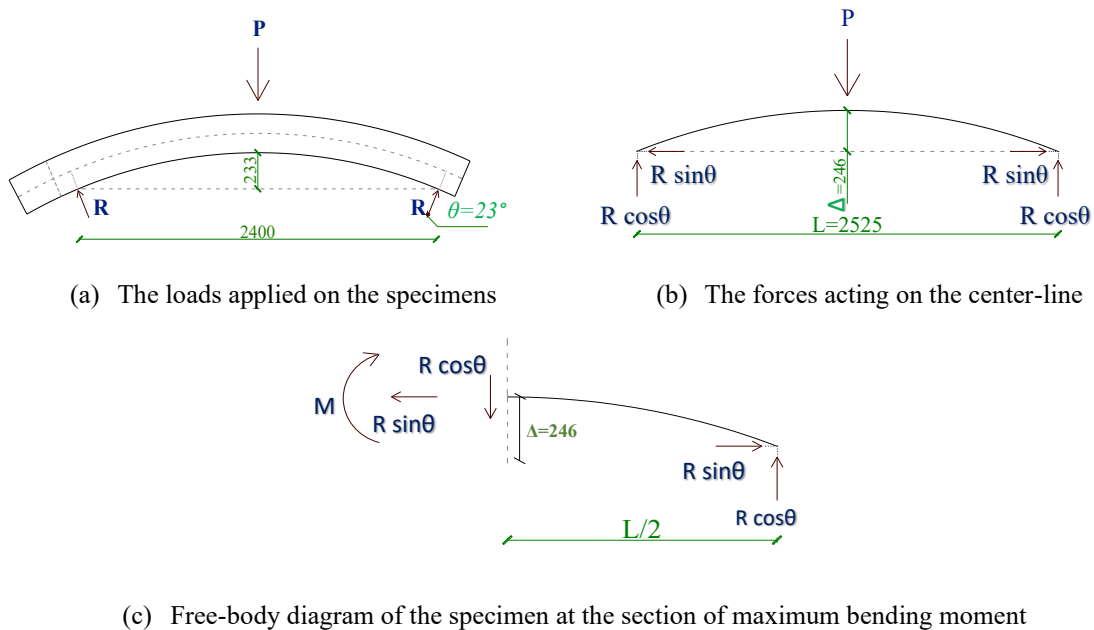 P
233
R
R
θ=23°
2400
(a) The loads applied on the specimens
P
R sinθ
R sinθ
Δ=246
R cosθ
R cosθ
L=2525
(b) The forces acting on the center-line
R cosθ
M
R sinθ
Δ=246
R sinθ
R cosθ
L/2
(c) Free-body diagram of the specimen at the section of maximum bending moment